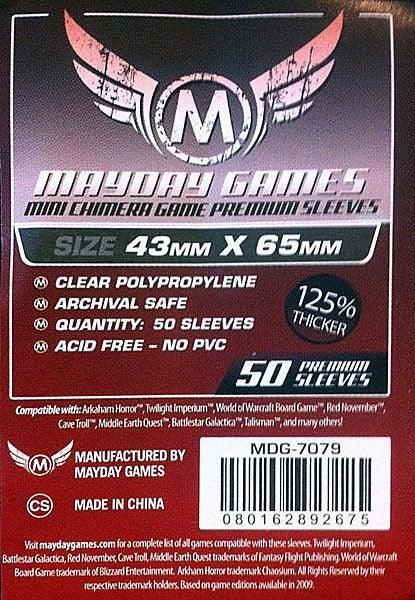 M
MAYDAY GAMES
MINI CHIMERA GAME PREMIUM SLEEVES
SIZE 43MM X 65MM
CLEAR POLYPROPYLENE
ARCHIVAL SAFE
QUANTITY: 50 SLEEVES
ACID FREE – NO PVC
125%
THICKER
50 PREMIUM
SLEEVES
Compatible with: Arkaham Horror™, Twilight Imperium™, World of Warcraft Board Game™, Red November™,
Cave Troll™, Middle Earth Quest™, Battlestar Galactica™, Talisman™, and many others!
M
MANUFACTURED BY
MAYDAY GAMES
CS
MADE IN CHINA
MDG-7079
080162892675
Visit maydaygames.com for a complete list of all games compatible with these sleeves. Twilight Imperium,
Battlestar Galactica, Red November, Cave Troll, Middle Earth Quest trademarks of Fantasy Flight Publishing. World of Warcraft
Board Game trademark of Blizzard Entertainment. Arkham Horror trademark Chaosium. All Rights Reserved by their
respective trademark holders. Based on game editions available in 2009.